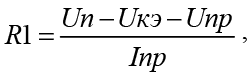 R1 = (Uп − Uкэ − Uпр) / Iпр ,